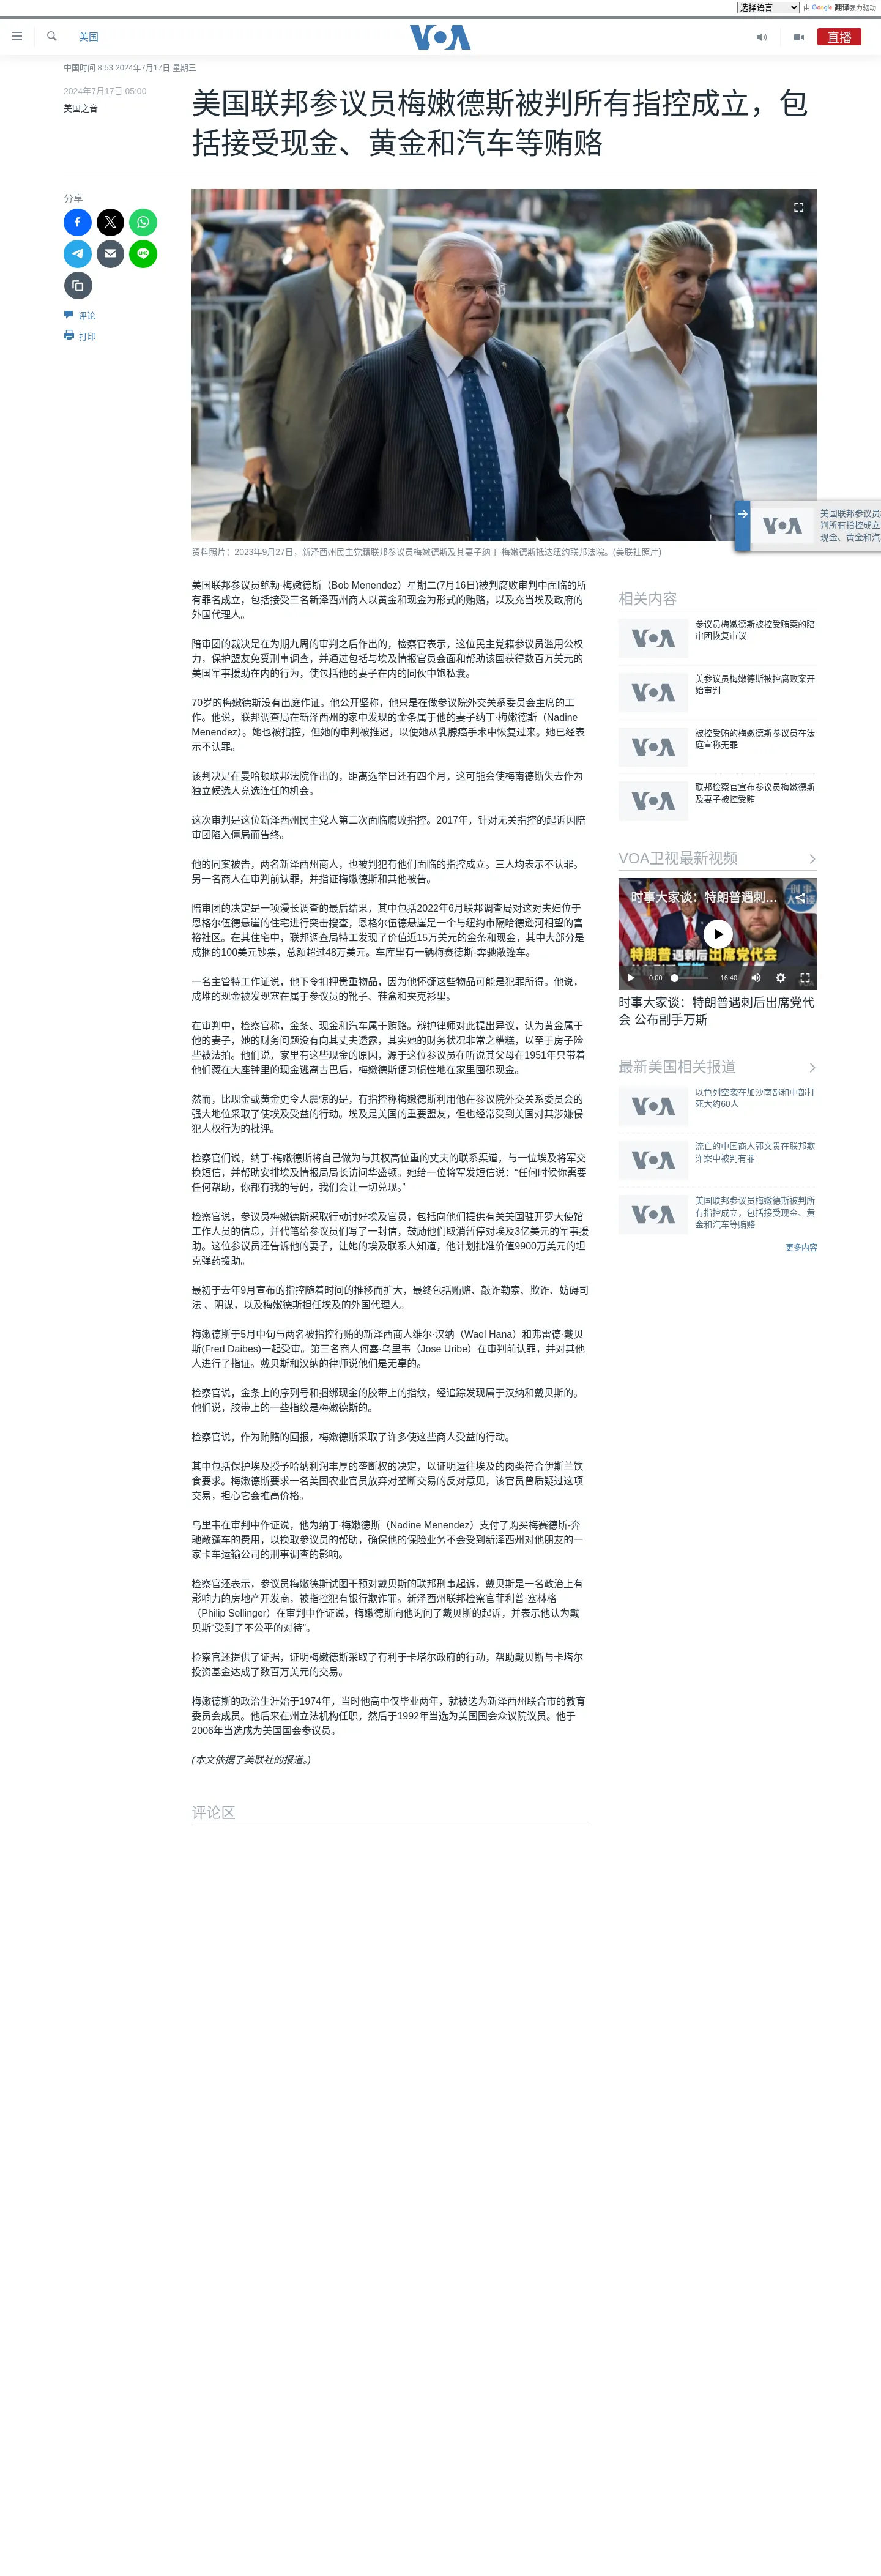 选择语言 由 Google 翻译强力驱动
美国
VOA
直播
中国时间 8:53 2024年7月17日 星期三
2024年7月17日 05:00
美国之音
美国联邦参议员梅嫩德斯被判所有指控成立，包
括接受现金、黄金和汽车等贿赂
分享
评论
打印
资料照片：2023年9月27日，新泽西州民主党籍联邦参议员梅嫩德斯及其妻子纳丁·梅嫩德斯抵达纽约联邦法院。(美联社照片)
VOA
美国联邦参议员
判所有指控成立
现金、黄金和汽
美国联邦参议员鲍勃·梅嫩德斯（Bob Menendez）星期二(7月16日)被判腐败审判中面临的所
有罪名成立，包括接受三名新泽西州商人以黄金和现金为形式的贿赂，以及充当埃及政府的
外国代理人。
陪审团的裁决是在为期九周的审判之后作出的，检察官表示，这位民主党籍参议员滥用公权
力，保护盟友免受刑事调查，并通过包括与埃及情报官员会面和帮助该国获得数百万美元的
美国军事援助在内的行为，使包括他的妻子在内的同伙中饱私囊。
70岁的梅嫩德斯没有出庭作证。他公开坚称，他只是在做参议院外交关系委员会主席的工
作。他说，联邦调查局在新泽西州的家中发现的金条属于他的妻子纳丁·梅嫩德斯（Nadine
Menendez）。她也被指控，但她的审判被推迟，以便她从乳腺癌手术中恢复过来。她已经表
示不认罪。
该判决是在曼哈顿联邦法院作出的，距离选举日还有四个月，这可能会使梅南德斯失去作为
独立候选人竞选连任的机会。
这次审判是这位新泽西州民主党人第二次面临腐败指控。2017年，针对无关指控的起诉因陪
审团陷入僵局而告终。
他的同案被告，两名新泽西州商人，也被判犯有他们面临的指控成立。三人均表示不认罪。
另一名商人在审判前认罪，并指证梅嫩德斯和其他被告。
陪审团的决定是一项漫长调查的最后结果，其中包括2022年6月联邦调查局对这对夫妇位于
恩格尔伍德悬崖的住宅进行突击搜查，恩格尔伍德悬崖是一个与纽约市隔哈德逊河相望的富
裕社区。在其住宅中，联邦调查局特工发现了价值近15万美元的金条和现金，其中大部分是
成捆的100美元钞票，总额超过48万美元。车库里有一辆梅赛德斯-奔驰敞篷车。
一名主管特工作证说，他下令扣押贵重物品，因为他怀疑这些物品可能是犯罪所得。他说，
成堆的现金被发现塞在属于参议员的靴子、鞋盒和夹克衫里。
在审判中，检察官称，金条、现金和汽车属于贿赂。辩护律师对此提出异议，认为黄金属于
他的妻子，她的财务问题没有向其丈夫透露，其实她的财务状况非常之糟糕，以至于房子险
些被法拍。他们说，家里有这些现金的原因，源于这位参议员在听说其父母在1951年只带着
他们藏在大座钟里的现金逃离古巴后，梅嫩德斯便习惯性地在家里囤积现金。
然而，比现金或黄金更令人震惊的是，有指控称梅嫩德斯利用他在参议院外交关系委员会的
强大地位采取了使埃及受益的行动。埃及是美国的重要盟友，但也经常受到美国对其涉嫌侵
犯人权行为的批评。
检察官们说，纳丁·梅嫩德斯将自己做为与其权高位重的丈夫的联系渠道，与一位埃及将军交
换短信，并帮助安排埃及情报局局长访问华盛顿。她给一位将军发短信说：“任何时候你需要
任何帮助，你都有我的号码，我们会让一切兑现。”
检察官说，参议员梅嫩德斯采取行动讨好埃及官员，包括向他们提供有关美国驻开罗大使馆
工作人员的信息，并代笔给参议员们写了一封信，鼓励他们取消暂停对埃及3亿美元的军事援
助。这位参议员还告诉他的妻子，让她的埃及联系人知道，他计划批准价值9900万美元的坦
克弹药援助。
最初于去年9月宣布的指控随着时间的推移而扩大，最终包括贿赂、敲诈勒索、欺诈、妨碍司
法 、阴谋，以及梅嫩德斯担任埃及的外国代理人。
梅嫩德斯于5月中旬与两名被指控行贿的新泽西商人维尔·汉纳（Wael Hana）和弗雷德·戴贝
斯(Fred Daibes)一起受审。第三名商人何塞·乌里韦（Jose Uribe）在审判前认罪，并对其他
人进行了指证。戴贝斯和汉纳的律师说他们是无辜的。
检察官说，金条上的序列号和捆绑现金的胶带上的指纹，经追踪发现属于汉纳和戴贝斯的。
他们说，胶带上的一些指纹是梅嫩德斯的。
检察官说，作为贿赂的回报，梅嫩德斯采取了许多使这些商人受益的行动。
其中包括保护埃及授予哈纳利润丰厚的垄断权的决定，以证明运往埃及的肉类符合伊斯兰饮
食要求。梅嫩德斯要求一名美国农业官员放弃对垄断交易的反对意见，该官员曾质疑过这项
交易，担心它会推高价格。
乌里韦在审判中作证说，他为纳丁·梅嫩德斯（Nadine Menendez）支付了购买梅赛德斯-奔
驰敞篷车的费用，以换取参议员的帮助，确保他的保险业务不会受到新泽西州对他朋友的一
家卡车运输公司的刑事调查的影响。
检察官还表示，参议员梅嫩德斯试图干预对戴贝斯的联邦刑事起诉，戴贝斯是一名政治上有
影响力的房地产开发商，被指控犯有银行欺诈罪。新泽西州联邦检察官菲利普·塞林格
（Philip Sellinger）在审判中作证说，梅嫩德斯向他询问了戴贝斯的起诉，并表示他认为戴
贝斯“受到了不公平的对待”。
检察官还提供了证据，证明梅嫩德斯采取了有利于卡塔尔政府的行动，帮助戴贝斯与卡塔尔
投资基金达成了数百万美元的交易。
梅嫩德斯的政治生涯始于1974年，当时他高中仅毕业两年，就被选为新泽西州联合市的教育
委员会成员。他后来在州立法机构任职，然后于1992年当选为美国国会众议院议员。他于
2006年当选成为美国国会参议员。
(本文依据了美联社的报道。)
评论区
相关内容
VOA
参议员梅嫩德斯被控受贿案的陪
审团恢复审议
VOA
美参议员梅嫩德斯被控腐败案开
始审判
VOA
被控受贿的梅嫩德斯参议员在法
庭宣称无罪
VOA
联邦检察官宣布参议员梅嫩德斯
及妻子被控受贿
VOA卫视最新视频
时事大家谈：特朗普遇刺...
特朗普遇刺后出席党代会
0:00
16:40
时事大家谈：特朗普遇刺后出席党代
会 公布副手万斯
最新美国相关报道
VOA
以色列空袭在加沙南部和中部打
死大约60人
VOA
流亡的中国商人郭文贵在联邦欺
诈案中被判有罪
VOA
美国联邦参议员梅嫩德斯被判所
有指控成立，包括接受现金、黄
金和汽车等贿赂
更多内容